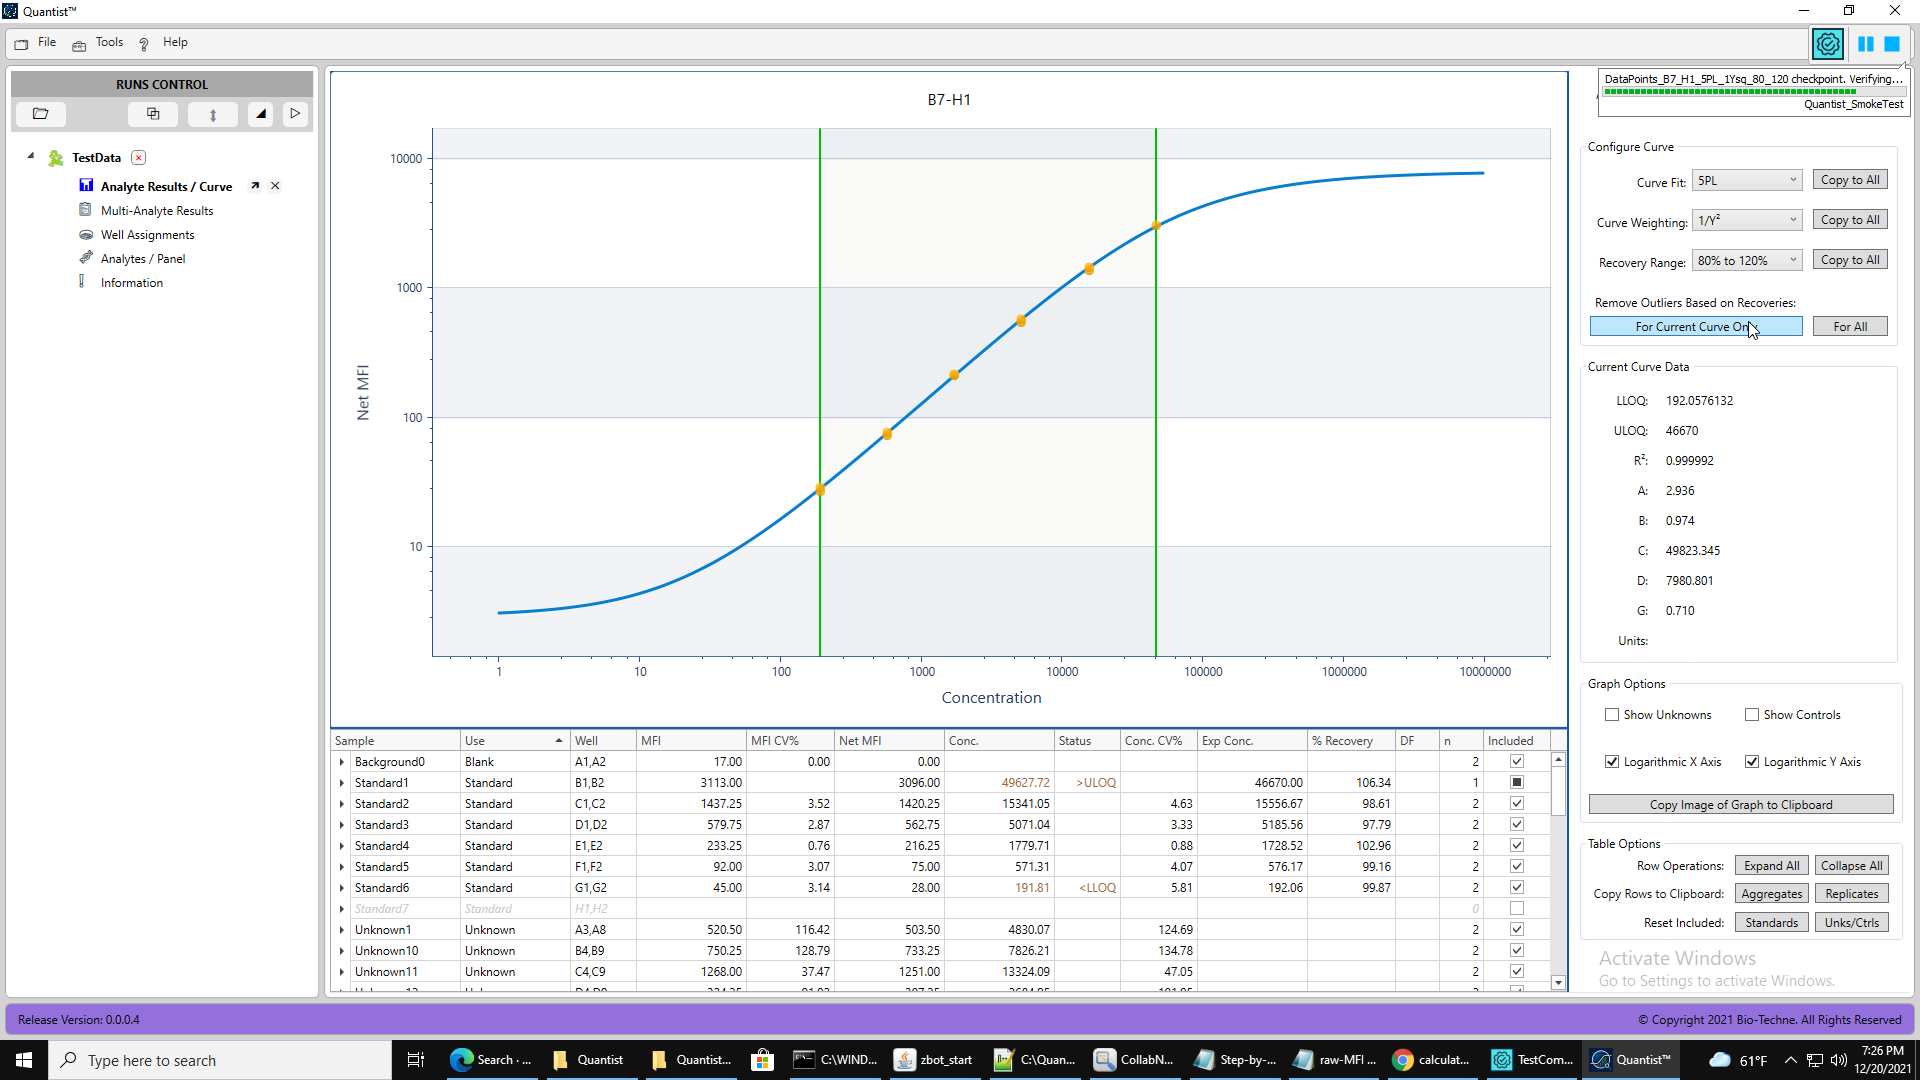 Quantist™
File Tools Help
DataPoints_B7_H1_5PL_1Ysq_80_120 checkpoint. Verifying...
Quantist_SmokeTest
RUNS CONTROL
TestData
Analyte Results / Curve
Multi-Analyte Results
Well Assignments
Analytes / Panel
Information
B7-H1
10000
1000
100
10
Net MFI
1 10 100 1000 10000 100000 1000000 10000000
Concentration
Configure Curve
Curve Fit: 5PL Copy to All
Curve Weighting: 1/Y² Copy to All
Recovery Range: 80% to 120% Copy to All
Remove Outliers Based on Recoveries:
For Current Curve Only For All
Current Curve Data
LLOQ: 192.0576132
ULOQ: 46670
R²: 0.999992
A: 2.936
B: 0.974
C: 49823.345
D: 7980.801
G: 0.710
Units:
Graph Options
Show Unknowns Show Controls
Logarithmic X Axis Logarithmic Y Axis
Copy Image of Graph to Clipboard
Table Options
Row Operations: Expand All Collapse All
Copy Rows to Clipboard: Aggregates Replicates
Reset Included: Standards Unks/Ctrls
Sample Use Well MFI MFI CV% Net MFI Conc. Status Conc. CV% Exp Conc. % Recovery DF n Included
Background0 Blank A1,A2 17.00 0.00 0.00 2
Standard1 Standard B1,B2 3113.00 3096.00 49627.72 >ULOQ 46670.00 106.34 1
Standard2 Standard C1,C2 1437.25 3.52 1420.25 15341.05 4.63 15556.67 98.61 2
Standard3 Standard D1,D2 579.75 2.87 562.75 5071.04 3.33 5185.56 97.79 2
Standard4 Standard E1,E2 233.25 0.76 216.25 1779.71 0.88 1728.52 102.96 2
Standard5 Standard F1,F2 92.00 3.07 75.00 571.31 4.07 576.17 99.16 2
Standard6 Standard G1,G2 45.00 3.14 28.00 191.81 <LLOQ 5.81 192.06 99.87 2
Standard7 Standard H1,H2 0
Unknown1 Unknown A3,A8 520.50 116.42 503.50 4830.07 124.69 2
Unknown10 Unknown B4,B9 750.25 128.79 733.25 7826.21 134.78 2
Unknown11 Unknown C4,C9 1268.00 37.47 1251.00 13324.09 47.05 2
Activate Windows
Go to Settings to activate Windows.
Release Version: 0.0.0.4
© Copyright 2021 Bio-Techne. All Rights Reserved
Type here to search
Search - ...
Quantist
Quantist...
C:\WIND...
zbot_start
C:\Quan...
CollabN...
Step-by-...
raw-MFI ...
calculat...
TestCom...
Quantist™
61°F
7:26 PM
12/20/2021